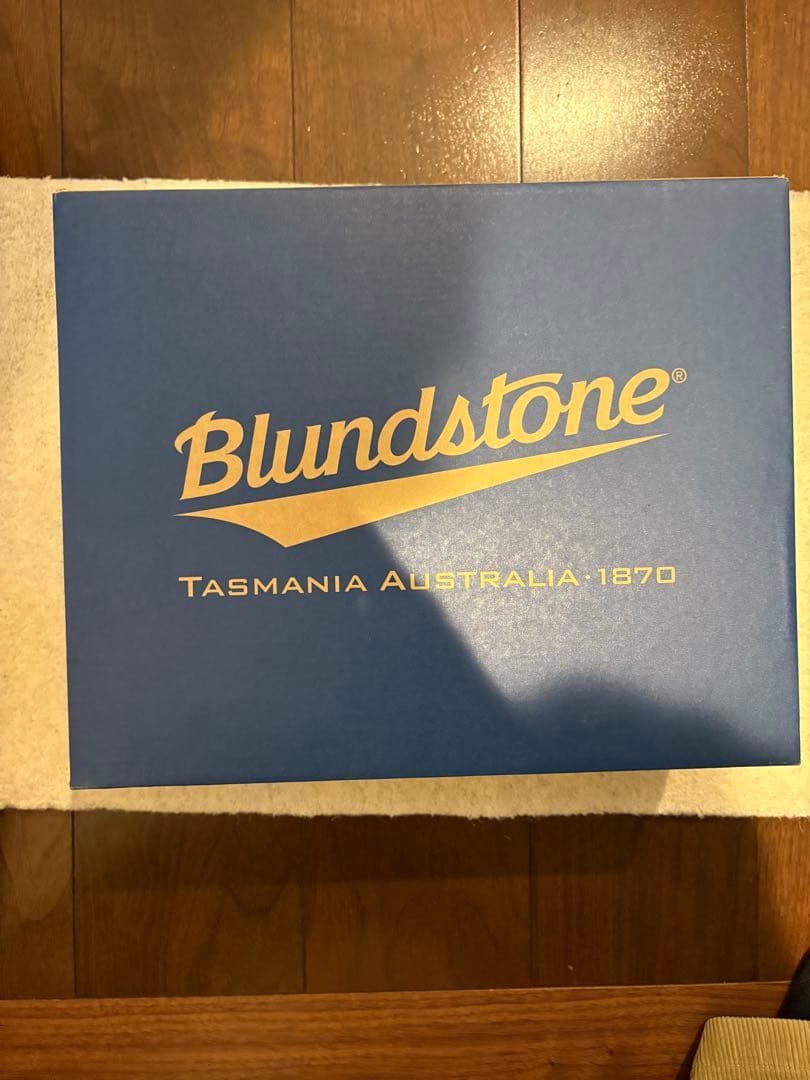 Blundstone®
TASMANIA AUSTRALIA · 1870